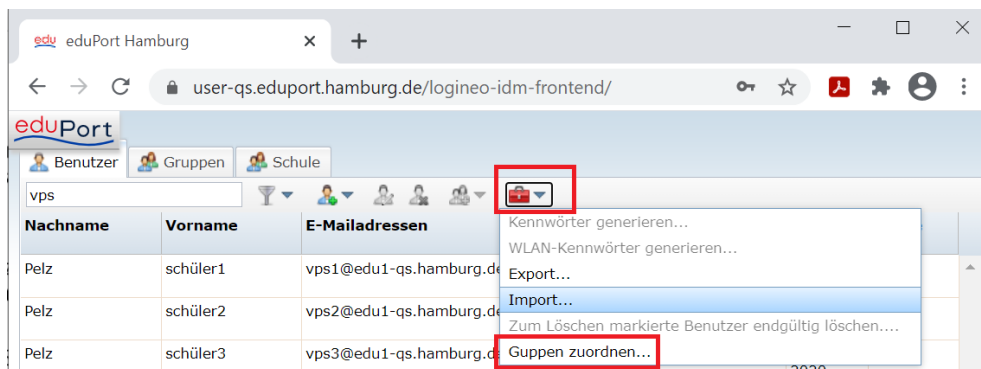 edu eduPort Hamburg
user-qs.eduport.hamburg.de/logineo-idm-frontend/
eduPort
Benutzer Gruppen Schule
vps
Nachname Vorname E-Mailadressen
Kennwörter generieren...
WLAN-Kennwörter generieren...
Pelz schüler1 vps1@edu1-qs.hamburg.de
Export...
Import...
Pelz schüler2 vps2@edu1-qs.hamburg.de
Zum Löschen markierte Benutzer endgültig löschen....
Pelz schüler3 vps3@edu1-qs.hamburg.de
Guppen zuordnen...